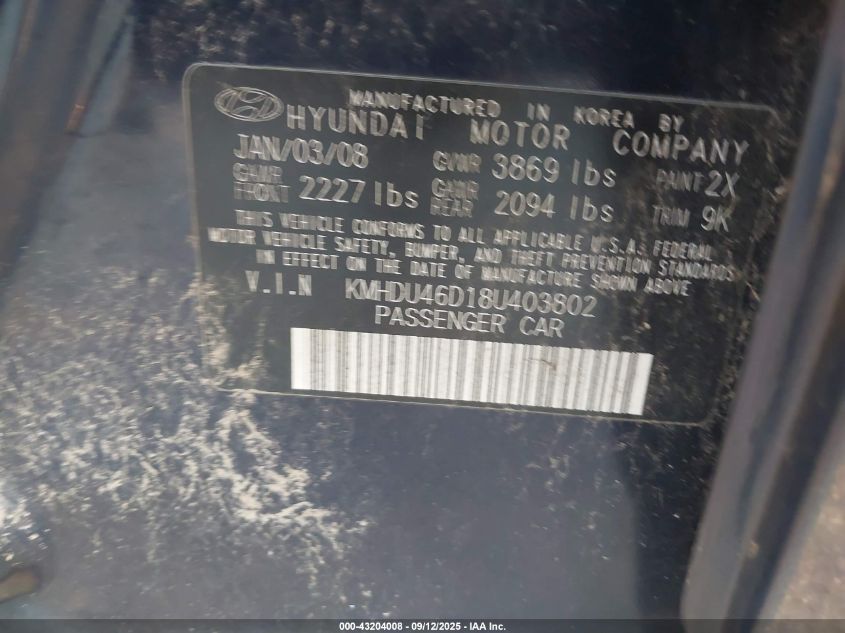 MANUFACTURED IN KOREA BY
HYUNDAI MOTOR COMPANY
JAN/03/08 GVWR 3869 lbs PAINT 2X
GAWR FRONT 2227 lbs GAWR REAR 2094 lbs TRIM 9K
THIS VEHICLE CONFORMS TO ALL APPLICABLE U.S.A. FEDERAL
MOTOR VEHICLE SAFETY, BUMPER, AND THEFT PREVENTION STANDARDS
IN EFFECT ON THE DATE OF MANUFACTURE SHOWN ABOVE
V.I.N KMHDU46D18U403802
PASSENGER CAR
000-43204008 - 09/12/2025 - IAA Inc.